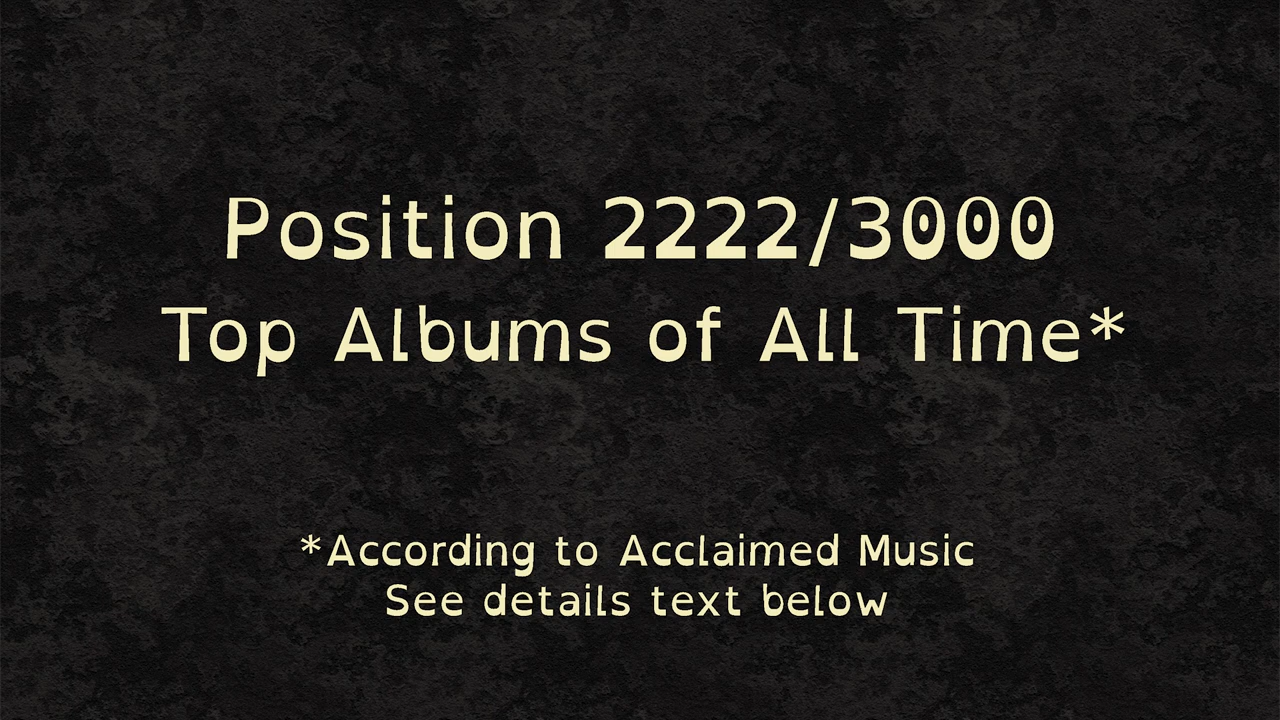 Position 2222/3000
Top Albums of All Time*
*According to Acclaimed Music
See details text below